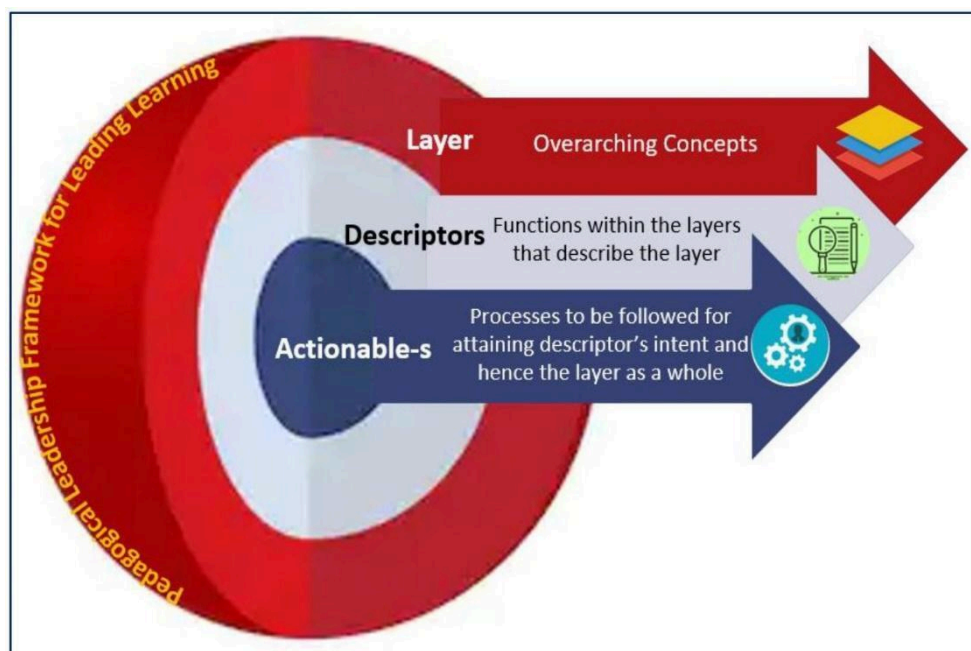 Pedagogical Leadership Framework for Leading Learning
Layer
Overarching Concepts
Descriptors
Functions within the layers
that describe the layer
Actionable-s
Processes to be followed for
attaining descriptor's intent and
hence the layer as a whole